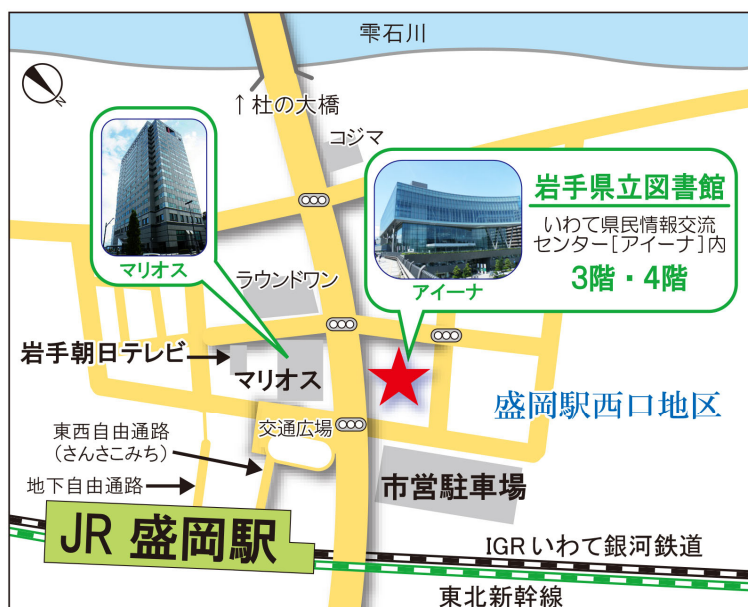 雫石川
N
↑杜の大橋
コジマ
マリオス
岩手県立図書館
いわて県民情報交流
センター[アイーナ]内
3階・4階
アイーナ
ラウンドワン
岩手朝日テレビ
マリオス
盛岡駅西口地区
交通広場
東西自由通路
(さんさこみち)
地下自由通路
市営駐車場
JR 盛岡駅
IGRいわて銀河鉄道
東北新幹線